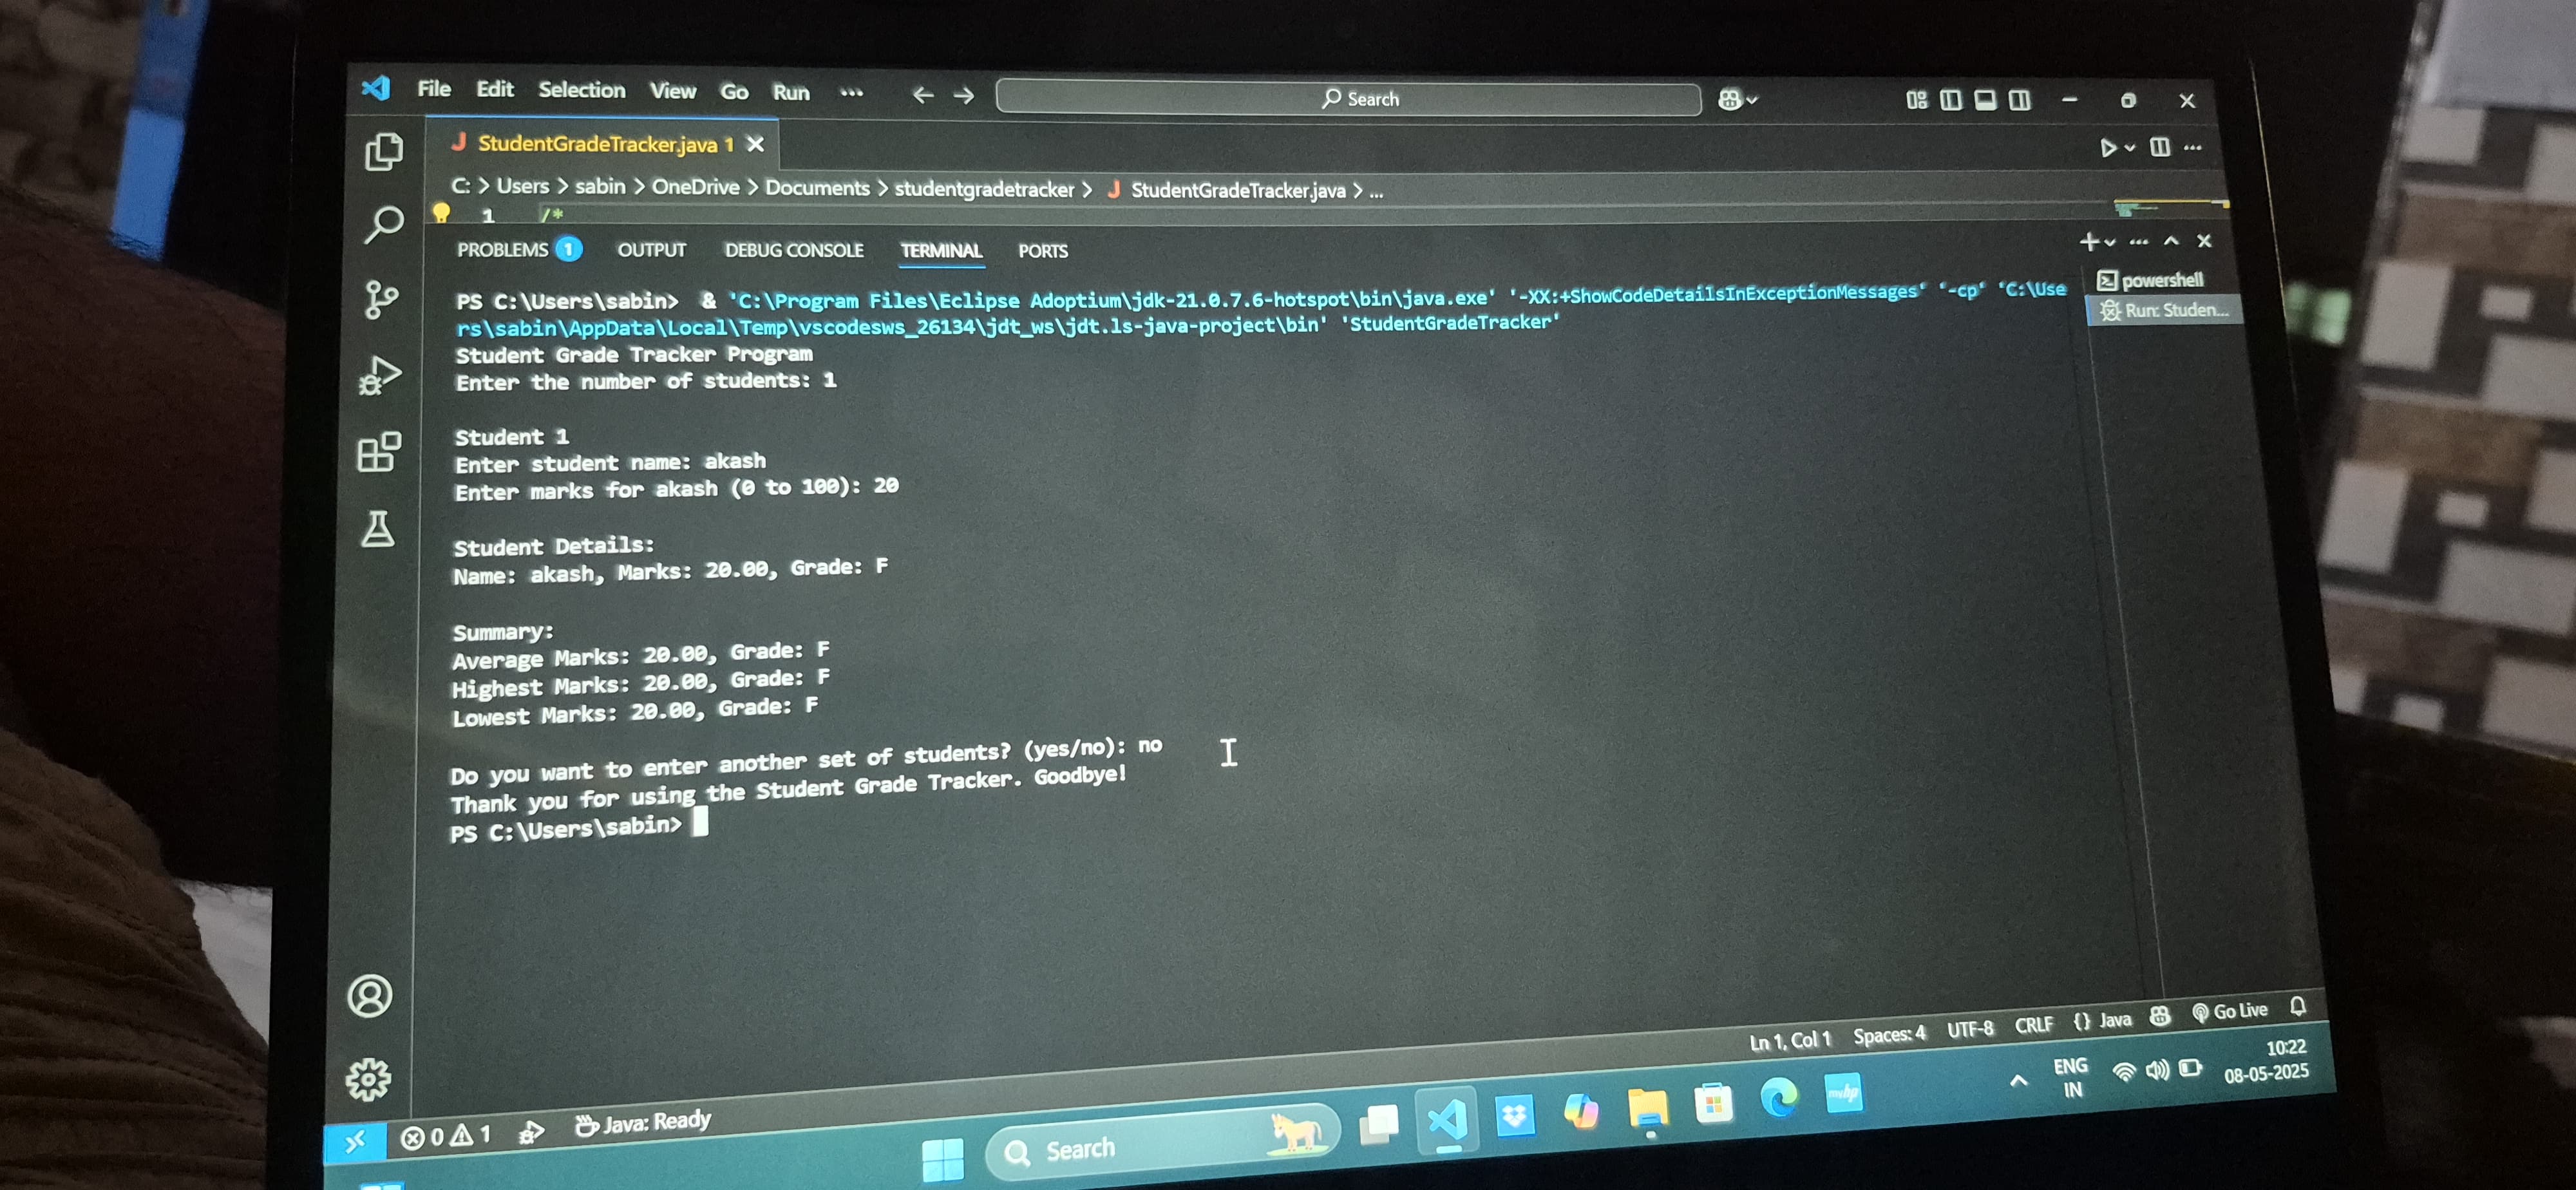 File Edit Selection View Go Run ... Search
StudentGradeTracker.java 1
C: > Users > sabin > OneDrive > Documents > studentgradetracker > J StudentGradeTracker.java > ...
1 /*
PROBLEMS 1 OUTPUT DEBUG CONSOLE TERMINAL PORTS
powershell
Run: Studen...
PS C:\Users\sabin> & 'C:\Program Files\Eclipse Adoptium\jdk-21.0.7.6-hotspot\bin\java.exe' '-XX:+ShowCodeDetailsInExceptionMessages' '-cp' 'C:\Use
rs\sabin\AppData\Local\Temp\vscodesws_26134\jdt_ws\jdt.ls-java-project\bin' 'StudentGradeTracker'
Student Grade Tracker Program
Enter the number of students: 1
Student 1
Enter student name: akash
Enter marks for akash (0 to 100): 20
Student Details:
Name: akash, Marks: 20.00, Grade: F
Summary:
Average Marks: 20.00, Grade: F
Highest Marks: 20.00, Grade: F
Lowest Marks: 20.00, Grade: F
Do you want to enter another set of students? (yes/no): no
Thank you for using the Student Grade Tracker. Goodbye!
PS C:\Users\sabin>
Ln 1, Col 1 Spaces: 4 UTF-8 CRLF {} Java Go Live
0 1 Java: Ready
Search
myhp
ENG
IN
10:22
08-05-2025